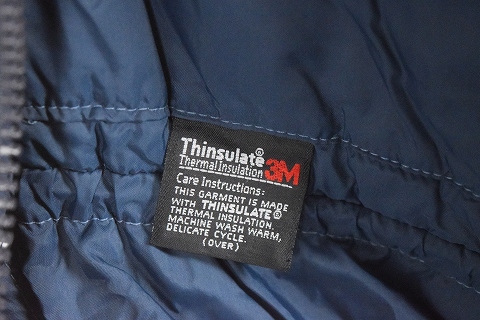 Thinsulate®
Thermal Insulation 3M
Care Instructions:
THIS GARMENT IS MADE
WITH THINSULATE®
THERMAL INSULATION.
MACHINE WASH WARM,
DELICATE CYCLE.
(OVER)